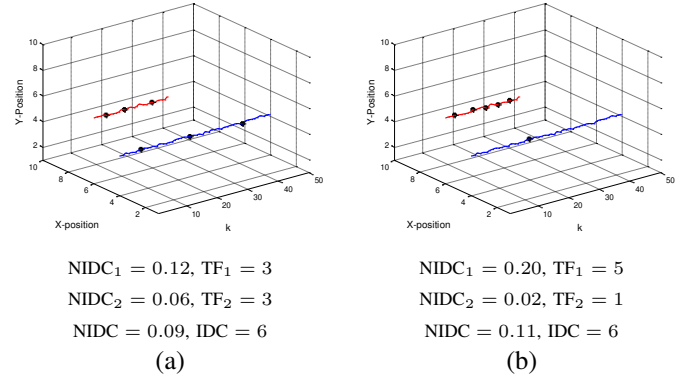 10
8
6
4
2
Y-Position
10
8
6
4
2
X-position
10
20
30
40
50
k
NIDC₁ = 0.12, TF₁ = 3
NIDC₂ = 0.06, TF₂ = 3
NIDC = 0.09, IDC = 6
(a)
10
8
6
4
2
Y-Position
10
8
6
4
2
X-position
10
20
30
40
50
k
NIDC₁ = 0.20, TF₁ = 5
NIDC₂ = 0.02, TF₂ = 1
NIDC = 0.11, IDC = 6
(b)